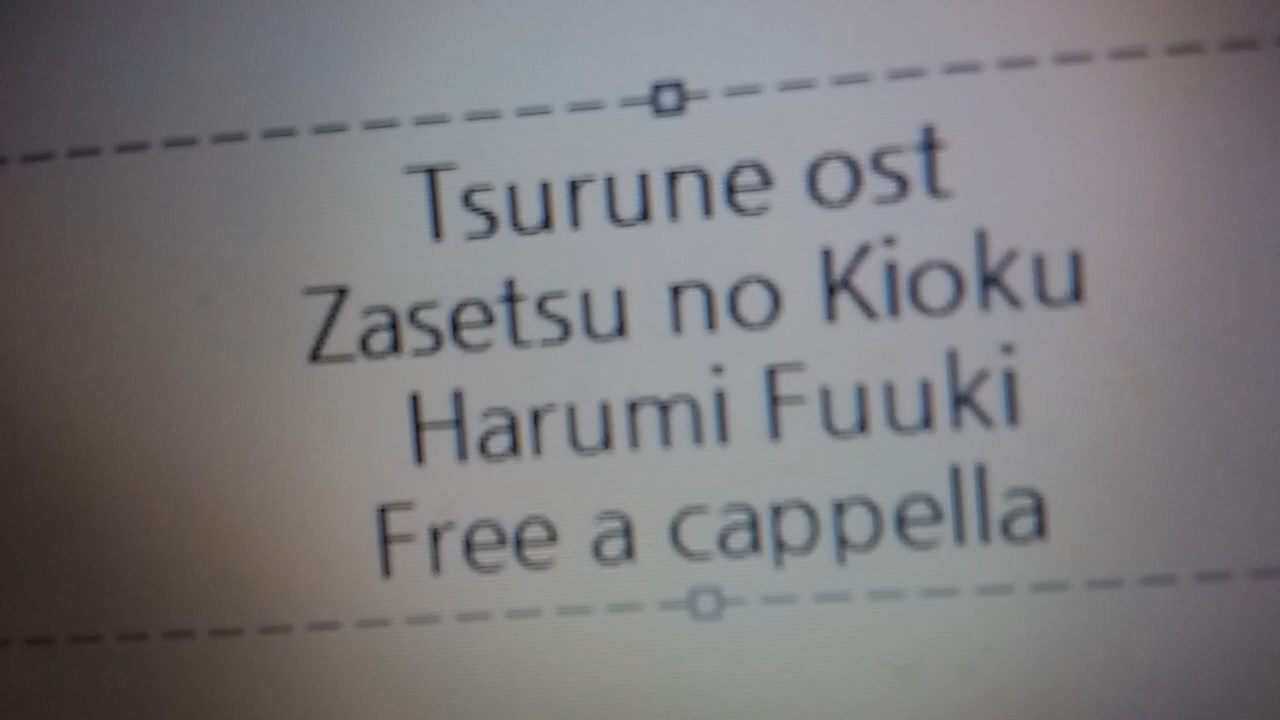 Tsurune ost
Zasetsu no Kioku
Harumi Fuuki
Free a cappella